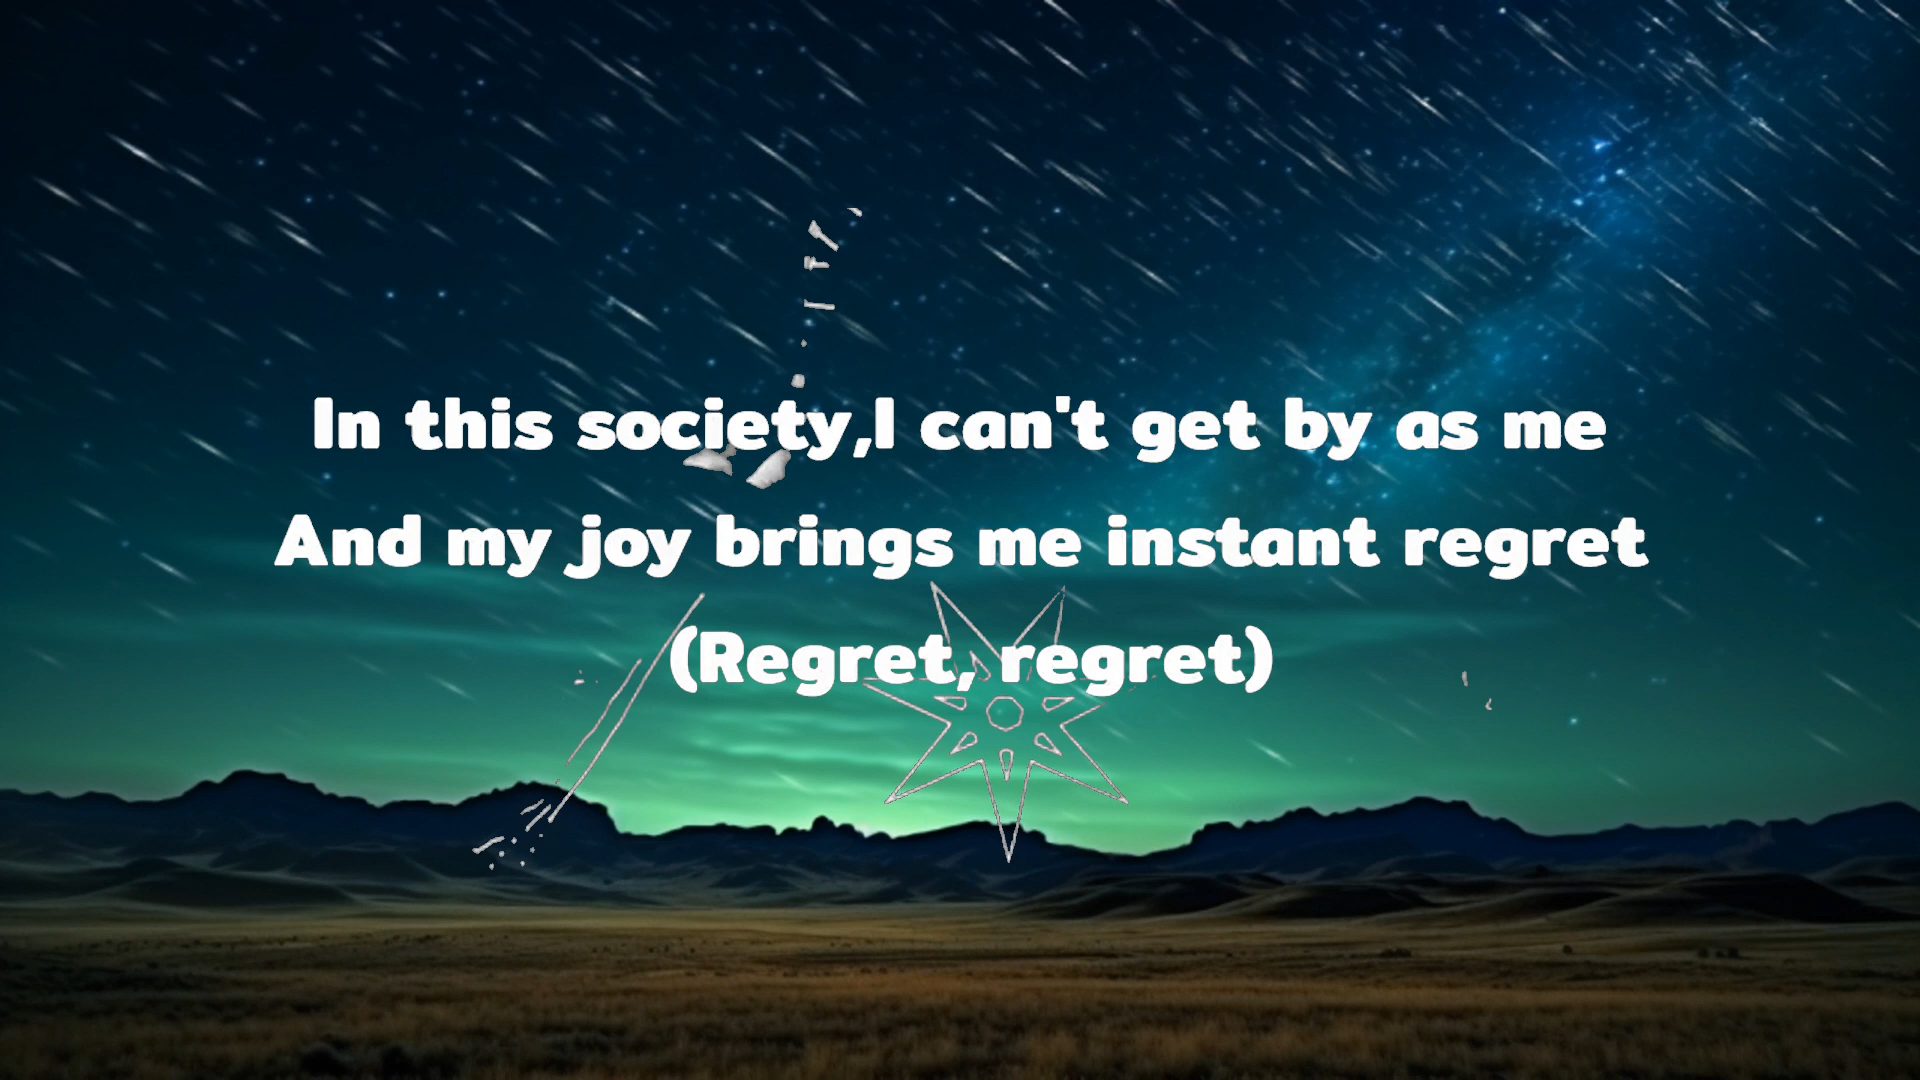 In this society,I can't get by as me
And my joy brings me instant regret
(Regret, regret)